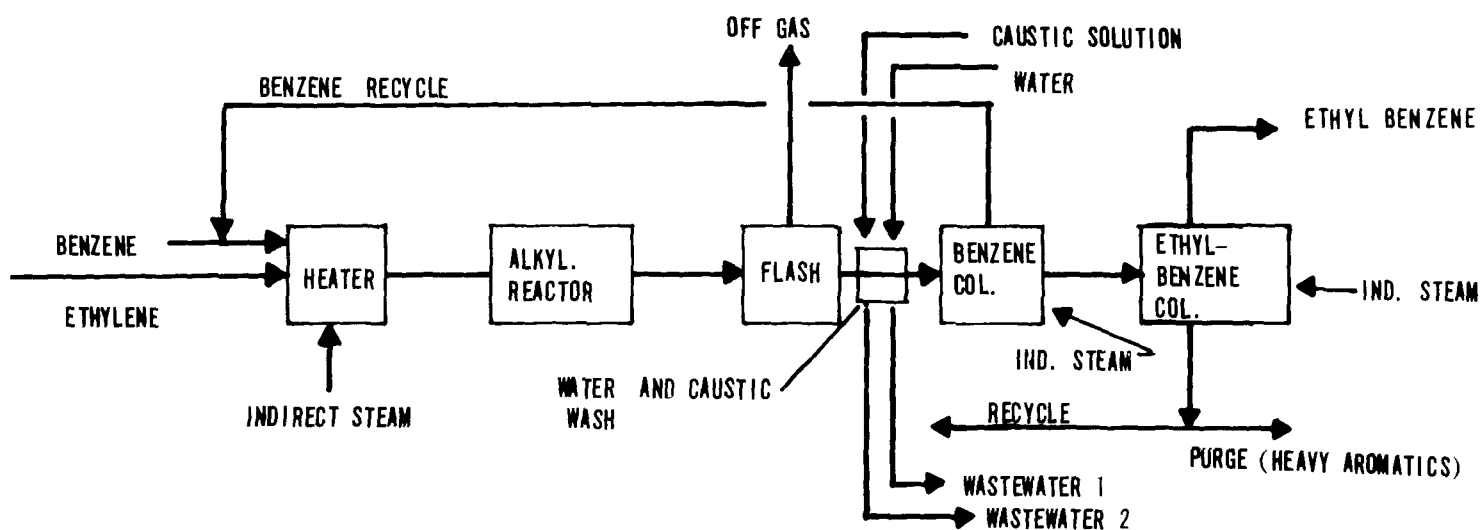 OFF GAS
CAUSTIC SOLUTION
WATER
BENZENE RECYCLE
ETHYL BENZENE
BENZENE
ETHYLENE
HEATER
ALKYL.
REACTOR
FLASH
BENZENE
COL.
ETHYL-
BENZENE
COL.
IND. STEAM
IND. STEAM
INDIRECT STEAM
WATER AND CAUSTIC
WASH
RECYCLE
PURGE (HEAVY AROMATICS)
WASTEWATER 1
WASTEWATER 2